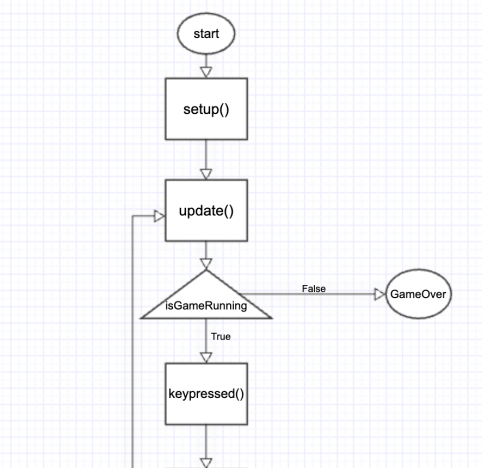 start
setup()
update()
isGameRunning
False
GameOver
True
keypressed()